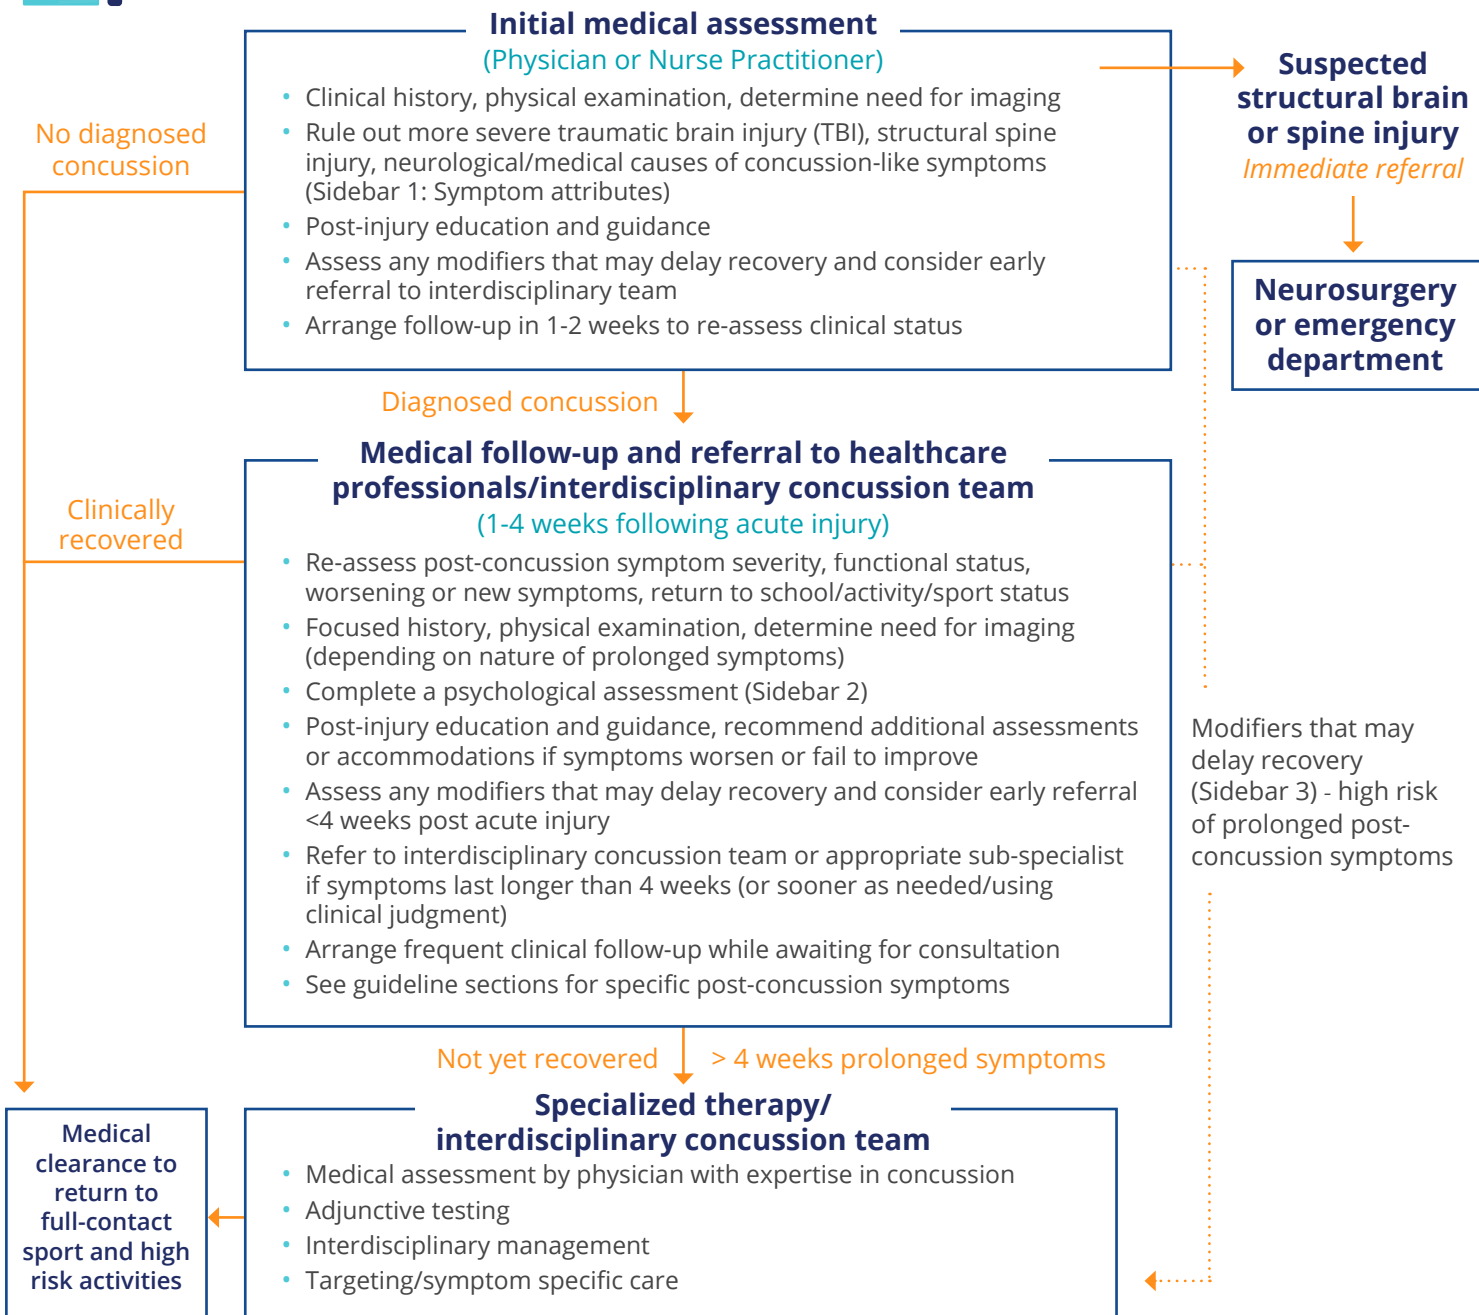 Initial medical assessment
(Physician or Nurse Practitioner)
• Clinical history, physical examination, determine need for imaging
• Rule out more severe traumatic brain injury (TBI), structural spine
injury, neurological/medical causes of concussion-like symptoms
(Sidebar 1: Symptom attributes)
• Post-injury education and guidance
• Assess any modifiers that may delay recovery and consider early
referral to interdisciplinary team
• Arrange follow-up in 1-2 weeks to re-assess clinical status
Suspected
structural brain
or spine injury
Immediate referral
Neurosurgery
or emergency
department
No diagnosed
concussion
Diagnosed concussion
Medical follow-up and referral to healthcare
professionals/interdisciplinary concussion team
(1-4 weeks following acute injury)
• Re-assess post-concussion symptom severity, functional status,
worsening or new symptoms, return to school/activity/sport status
• Focused history, physical examination, determine need for imaging
(depending on nature of prolonged symptoms)
• Complete a psychological assessment (Sidebar 2)
• Post-injury education and guidance, recommend additional assessments
or accommodations if symptoms worsen or fail to improve
• Assess any modifiers that may delay recovery and consider early referral
<4 weeks post acute injury
• Refer to interdisciplinary concussion team or appropriate sub-specialist
if symptoms last longer than 4 weeks (or sooner as needed/using
clinical judgment)
• Arrange frequent clinical follow-up while awaiting for consultation
• See guideline sections for specific post-concussion symptoms
Clinically
recovered
Modifiers that may
delay recovery
(Sidebar 3) - high risk
of prolonged post-
concussion symptoms
Not yet recovered
> 4 weeks prolonged symptoms
Specialized therapy/
interdisciplinary concussion team
• Medical assessment by physician with expertise in concussion
• Adjunctive testing
• Interdisciplinary management
• Targeting/symptom specific care
Medical
clearance to
return to
full-contact
sport and high
risk activities